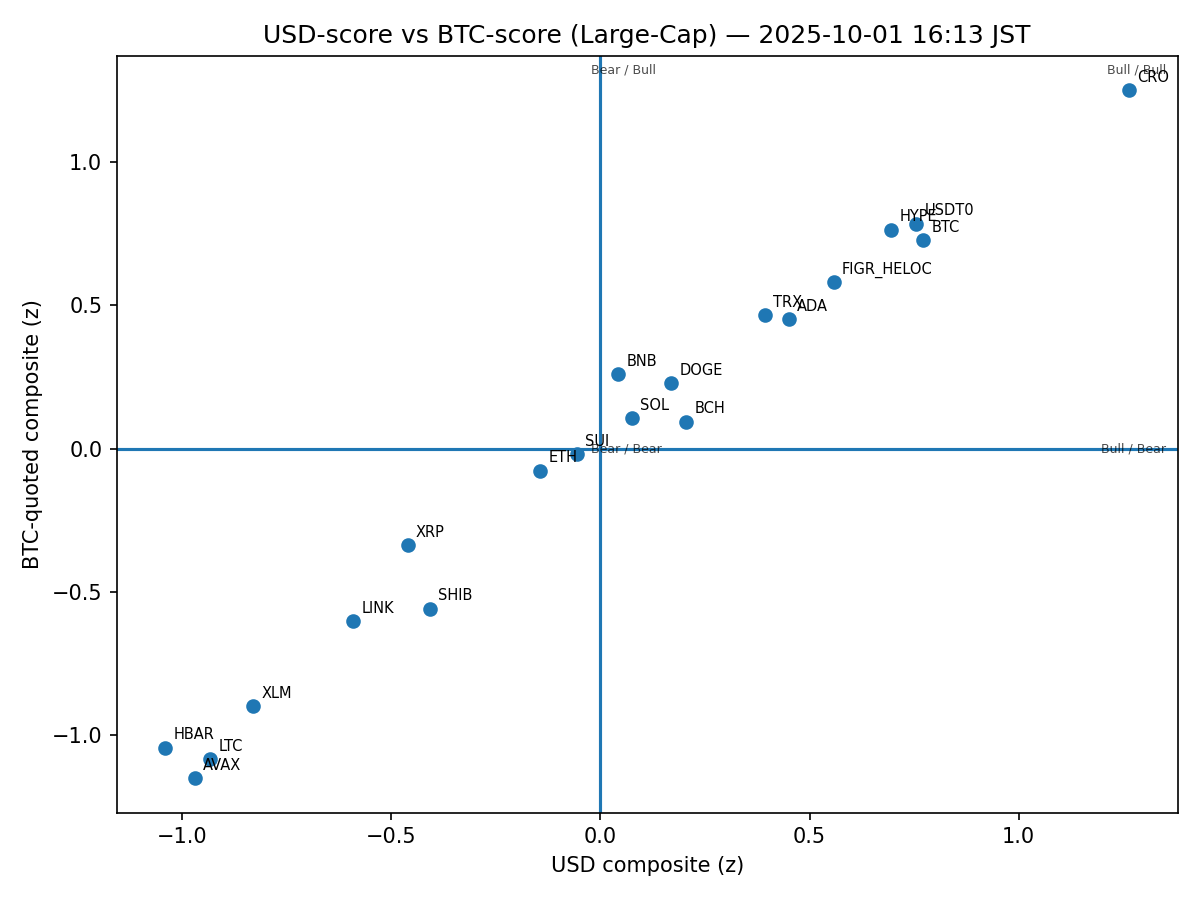 USD-score vs BTC-score (Large-Cap) — 2025-10-01 16:13 JST
Bear / Bull
Bull / Bull
CRO
1.0
USDT0
HYPE
BTC
FIGR_HELOC
TRX
ADA
0.5
BNB
DOGE
SOL
BCH
SUI
0.0
Bear / Bear
Bull / Bear
ETH
XRP
−0.5
SHIB
LINK
XLM
−1.0
HBAR
LTC
AVAX
BTC-quoted composite (z)
−1.0
−0.5
0.0
0.5
1.0
USD composite (z)